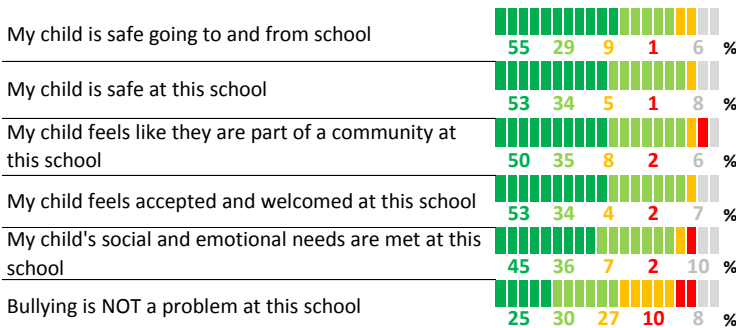 My child is safe going to and from school
55 29 9 1 6 %
My child is safe at this school
53 34 5 1 8 %
My child feels like they are part of a community at
this school
50 35 8 2 6 %
My child feels accepted and welcomed at this school
53 34 4 2 7 %
My child's social and emotional needs are met at this
school
45 36 7 2 10 %
Bullying is NOT a problem at this school
25 30 27 10 8 %